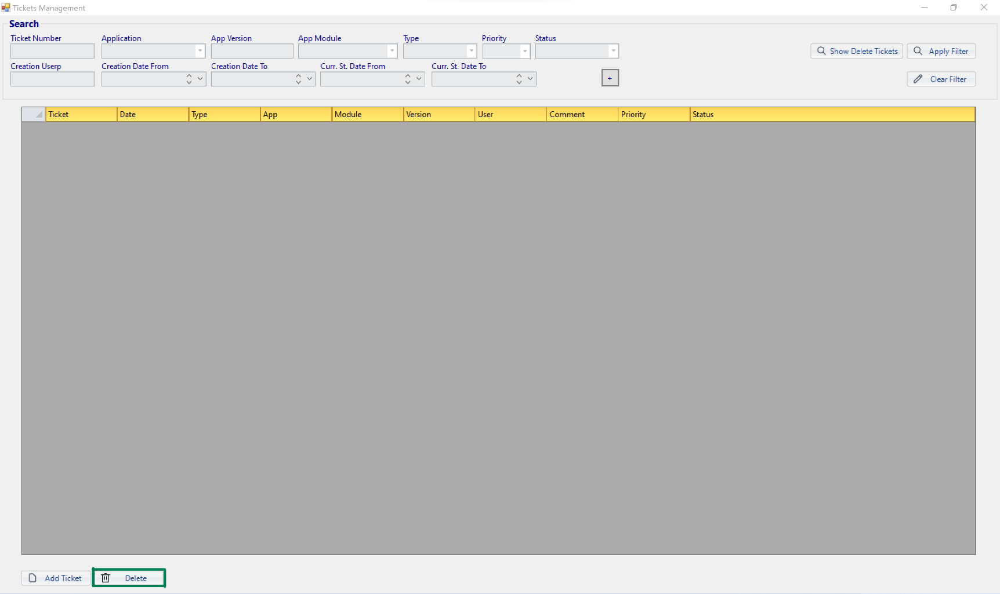 Tickets Management
Search
Ticket Number Application App Version App Module Type Priority Status
Show Delete Tickets Apply Filter
Creation Userp Creation Date From Creation Date To Curr. St. Date From Curr. St. Date To
+ Clear Filter
Ticket Date Type App Module Version User Comment Priority Status
Add Ticket Delete